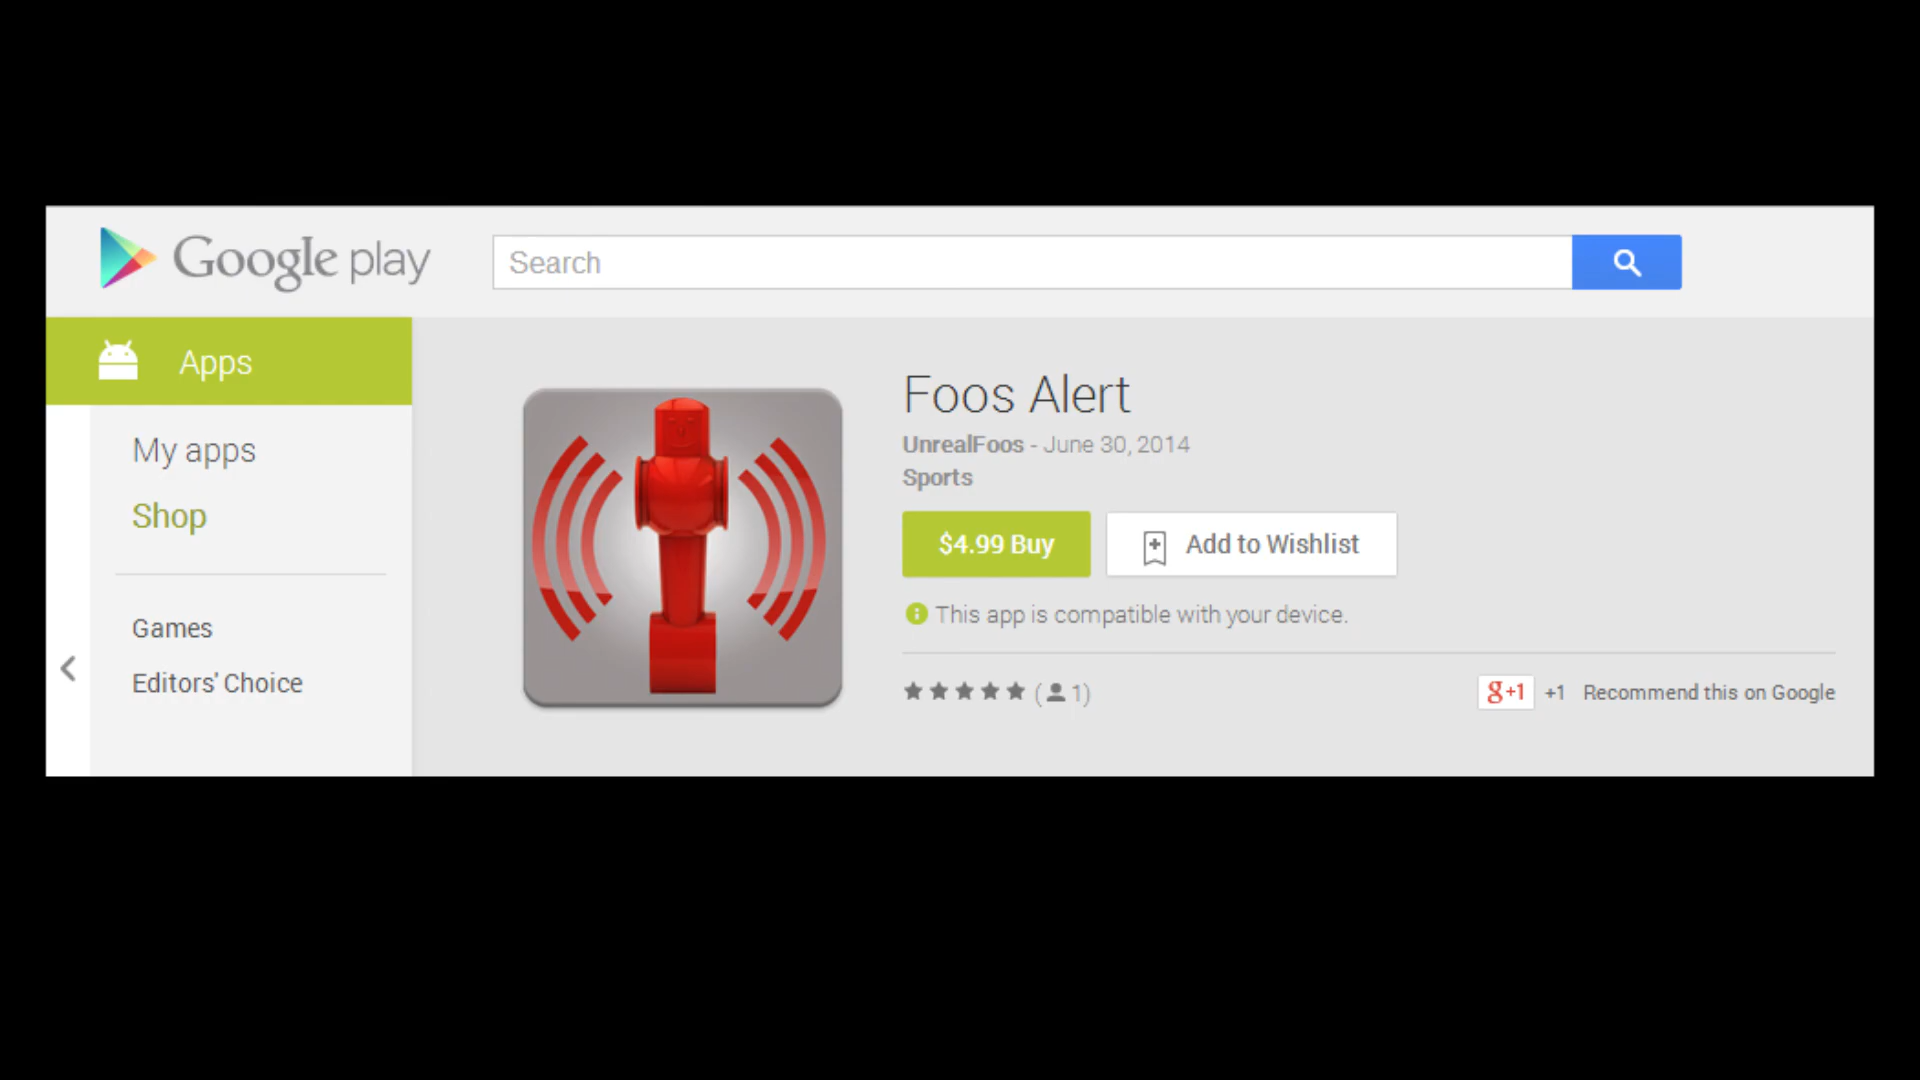 Google play
Search
Apps
My apps
Shop
Games
Editors' Choice
Foos Alert
UnrealFoos - June 30, 2014
Sports
$4.99 Buy
Add to Wishlist
This app is compatible with your device.
( 1)
g+1 +1 Recommend this on Google